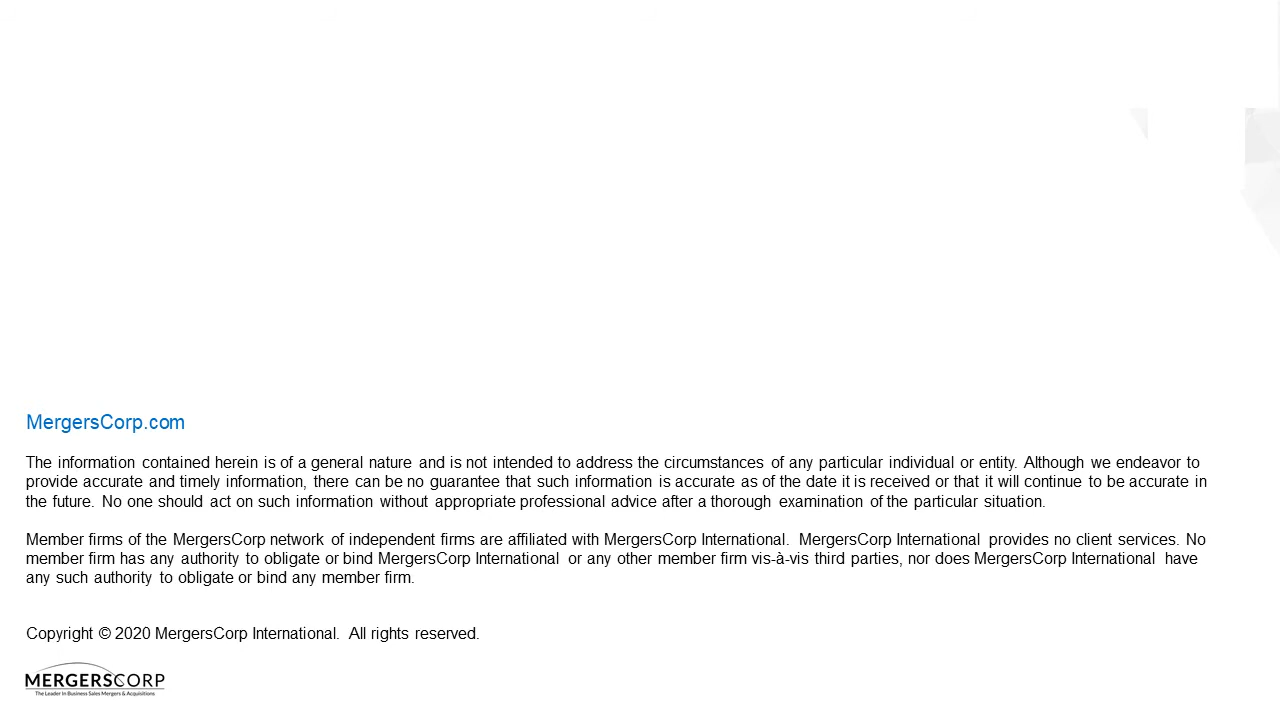 MergersCorp.com
The information contained herein is of a general nature and is not intended to address the circumstances of any particular individual or entity. Although we endeavor to
provide accurate and timely information, there can be no guarantee that such information is accurate as of the date it is received or that it will continue to be accurate in
the future. No one should act on such information without appropriate professional advice after a thorough examination of the particular situation.
Member firms of the MergersCorp network of independent firms are affiliated with MergersCorp International. MergersCorp International provides no client services. No
member firm has any authority to obligate or bind MergersCorp International or any other member firm vis-à-vis third parties, nor does MergersCorp International have
any such authority to obligate or bind any member firm.
Copyright © 2020 MergersCorp International. All rights reserved.
MERGERSCORP
The Leader In Business Sales Mergers & Acquisitions